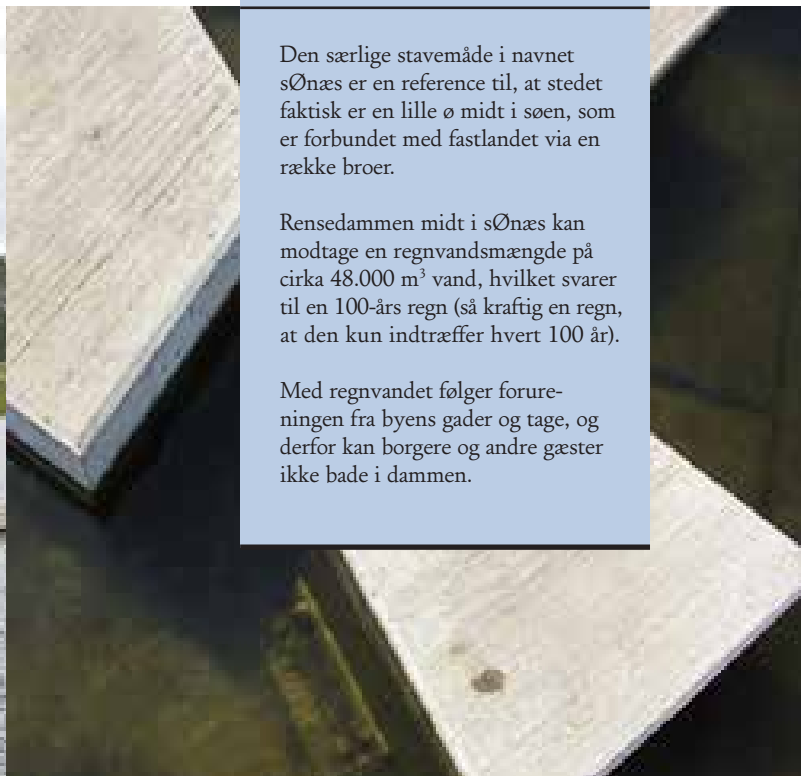 Den særlige stavemåde i navnet
sØnæs er en reference til, at stedet
faktisk er en lille ø midt i søen, som
er forbundet med fastlandet via en
række broer.
Rensedammen midt i sØnæs kan
modtage en regnvandsmængde på
cirka 48.000 m³ vand, hvilket svarer
til en 100-års regn (så kraftig en regn,
at den kun indtræffer hvert 100 år).
Med regnvandet følger forure-
ningen fra byens gader og tage, og
derfor kan borgere og andre gæster
ikke bade i dammen.